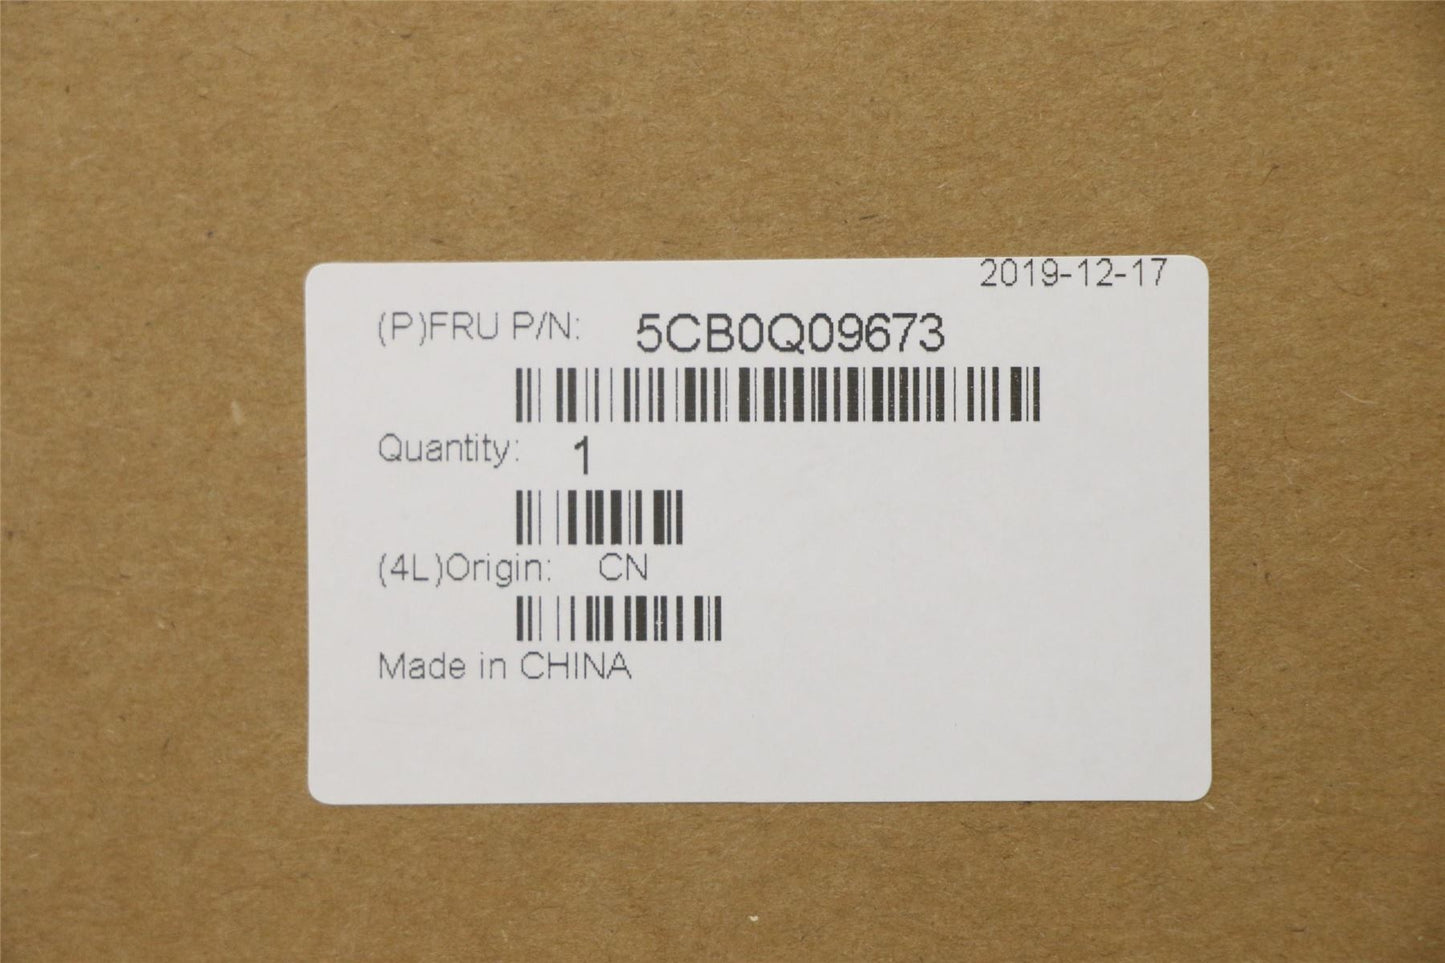 2019-12-17
(P)FRU P/N: 5CB0Q09673
Quantity: 1
(4L)Origin: CN
Made in CHINA